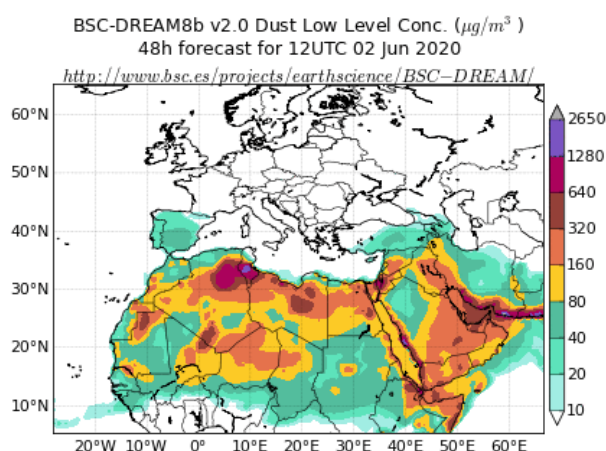 BSC-DREAM8b v2.0 Dust Low Level Conc. (μg/m³ )
48h forecast for 12UTC 02 Jun 2020
http://www.bsc.es/projects/earthscience/BSC−DREAM/
60°N
50°N
40°N
30°N
20°N
10°N
20°W
10°W
0°
10°E
20°E
30°E
40°E
50°E
60°E
2650
1280
640
320
160
80
40
20
10